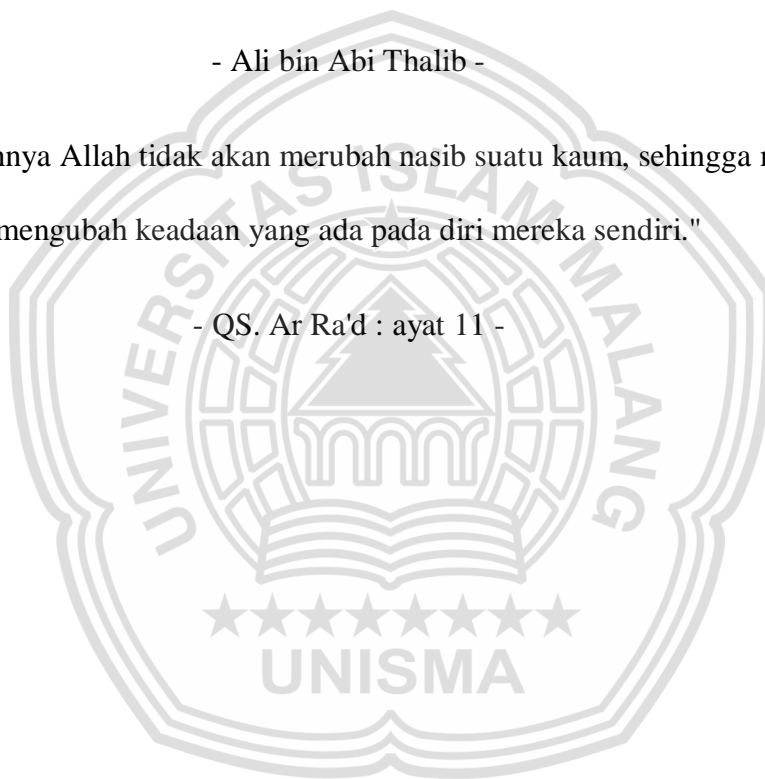 - Ali bin Abi Thalib -
nnya Allah tidak akan merubah nasib suatu kaum, sehingga
mengubah keadaan yang ada pada diri mereka sendiri."
- QS. Ar Ra'd : ayat 11 -
UNIVERSITAS ISLAM MALANG
UNISMA